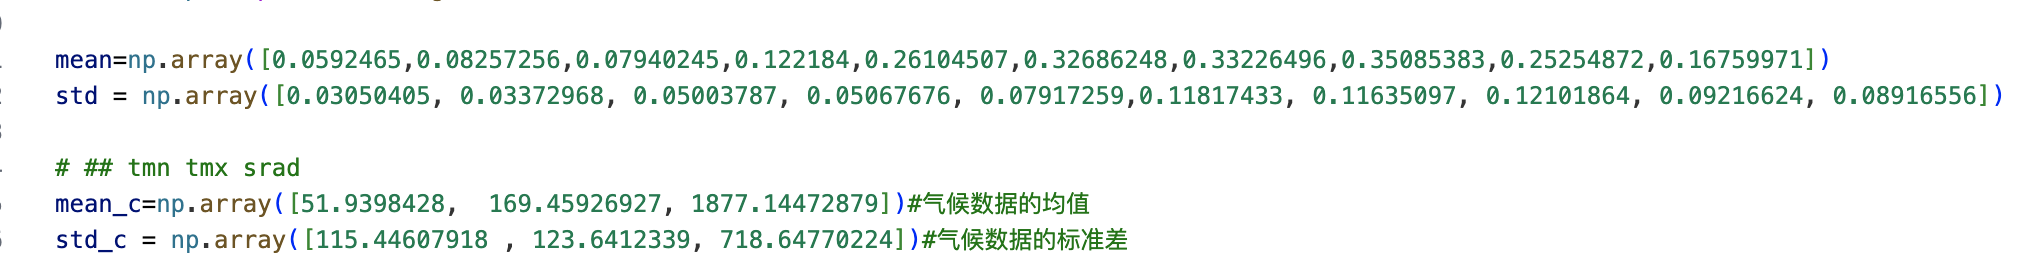 mean=np.array([0.0592465,0.08257256,0.07940245,0.122184,0.26104507,0.32686248,0.33226496,0.35085383,0.25254872,0.16759971])
std = np.array([0.03050405, 0.03372968, 0.05003787, 0.05067676, 0.07917259,0.11817433, 0.11635097, 0.12101864, 0.09216624, 0.08916556])
# ## tmn tmx srad
mean_c=np.array([51.9398428,  169.45926927, 1877.14472879])#气候数据的均值
std_c = np.array([115.44607918 , 123.6412339, 718.64770224])#气候数据的标准差